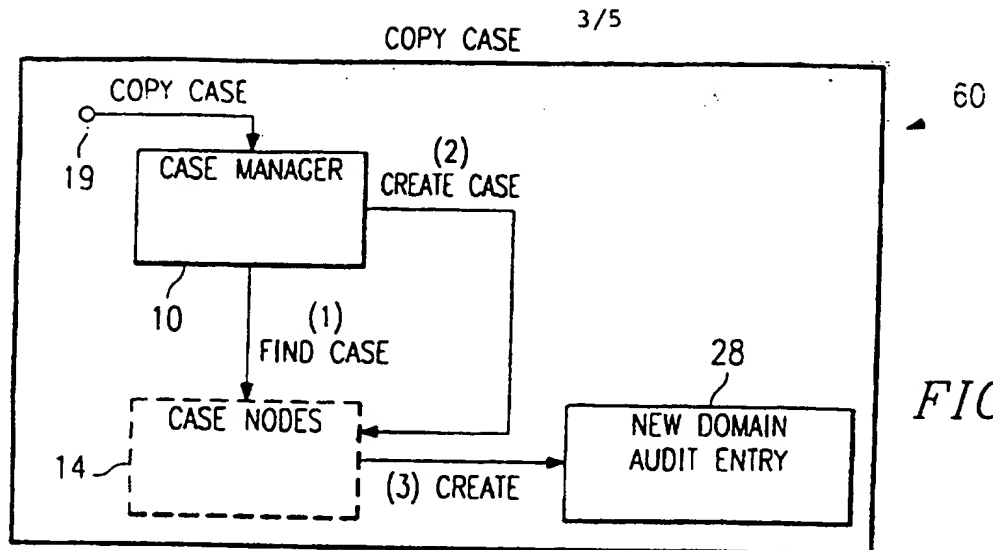 3/5
COPY CASE
60
COPY CASE
19
CASE MANAGER
(2)
CREATE CASE
10
(1)
FIND CASE
28
CASE NODES
NEW DOMAIN
AUDIT ENTRY
FIG
14
(3) CREATE